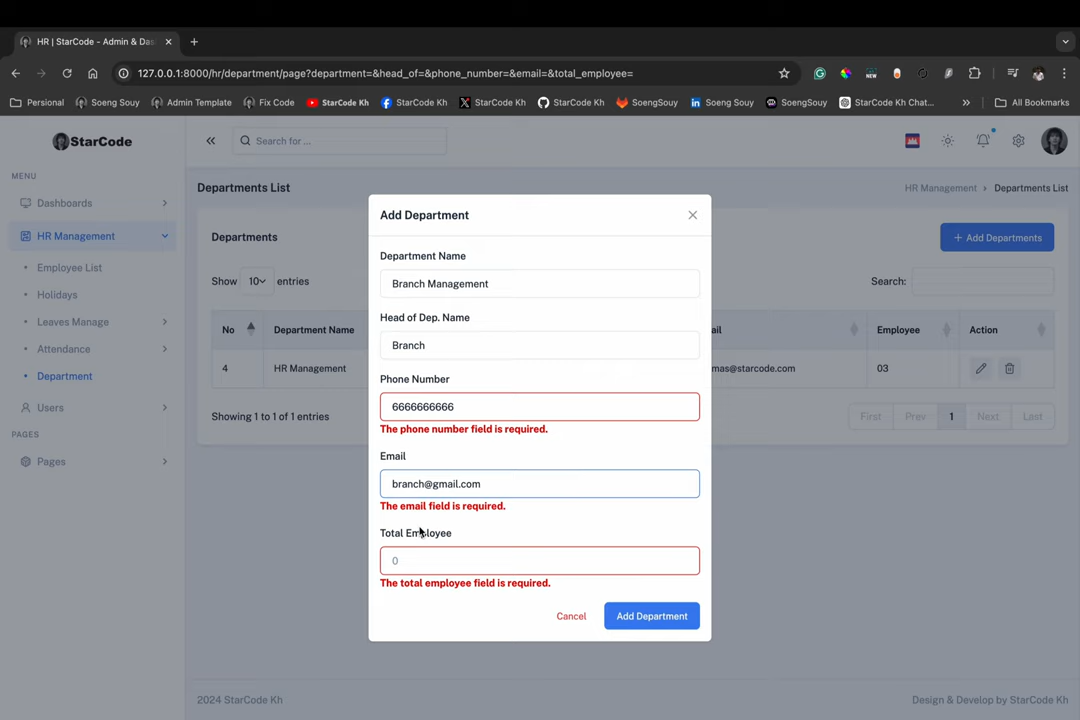 HR | StarCode - Admin & Das
127.0.0.1:8000/hr/department/page?department=&head_of=&phone_number=&email=&total_employee=
Personal
Soeng Souy
Admin Template
Fix Code
StarCode Kh
StarCode Kh
StarCode Kh
StarCode Kh
SoengSouy
Soeng Souy
SoengSouy
StarCode Kh Chat...
All Bookmarks
NEW
StarCode
Search for ...
MENU
Dashboards
HR Management
Employee List
Holidays
Leaves Manage
Attendance
Department
Users
PAGES
Pages
Departments List
HR Management
Departments List
Departments
Add Departments
Show 10 entries
Search:
No
Department Name
ail
Employee
Action
4
HR Management
mas@starcode.com
03
Showing 1 to 1 of 1 entries
First
Prev
1
Next
Last
Add Department
Department Name
Branch Management
Head of Dep. Name
Branch
Phone Number
6666666666
The phone number field is required.
Email
branch@gmail.com
The email field is required.
Total Employee
0
The total employee field is required.
Cancel
Add Department
2024 StarCode Kh
Design & Develop by StarCode Kh